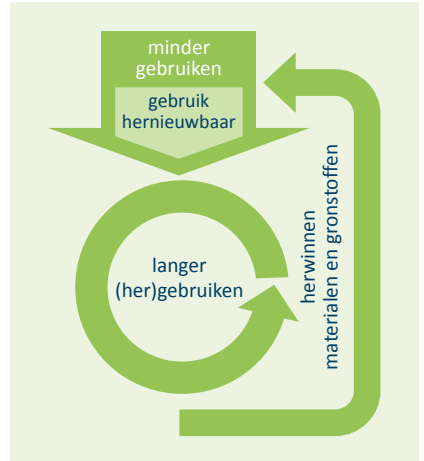 minder
gebruiken
gebruik
hernieuwbaar
langer
(her)gebruiken
herwinnen
materialen en gronstoffen